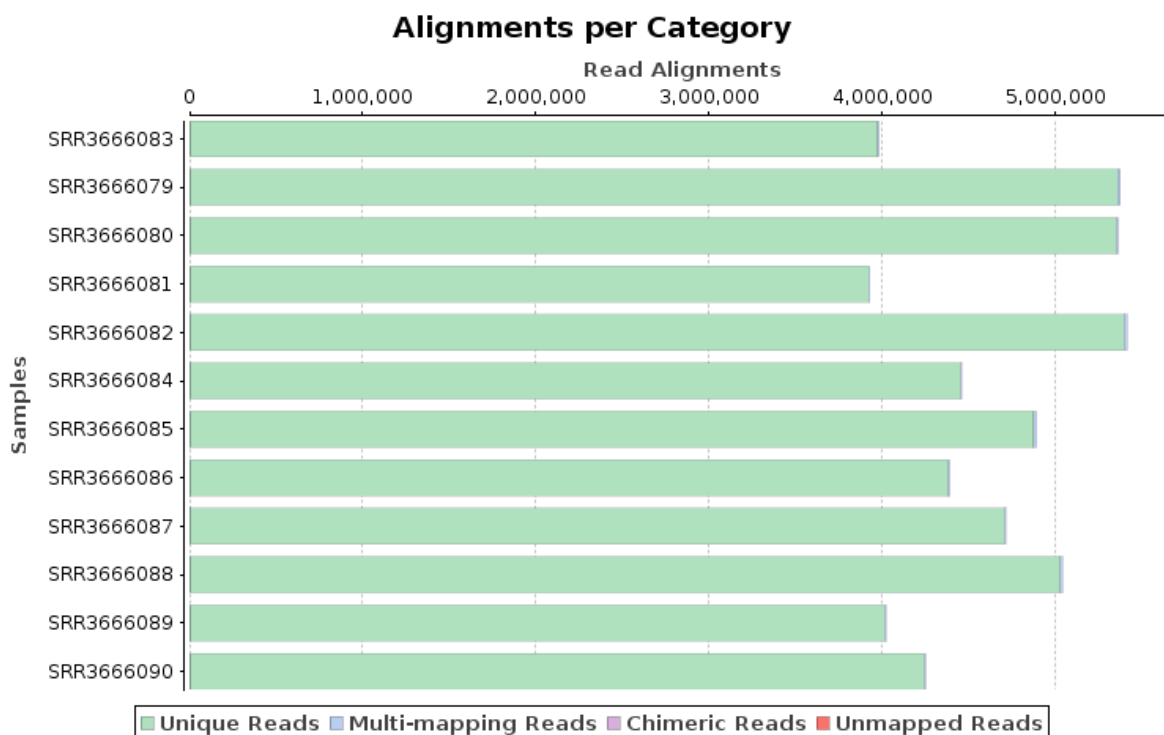 Alignments per Category
Read Alignments
0 1,000,000 2,000,000 3,000,000 4,000,000 5,000,000
SRR3666083
SRR3666079
SRR3666080
SRR3666081
SRR3666082
SRR3666084
SRR3666085
SRR3666086
SRR3666087
SRR3666088
SRR3666089
SRR3666090
Samples
Unique Reads Multi-mapping Reads Chimeric Reads Unmapped Reads